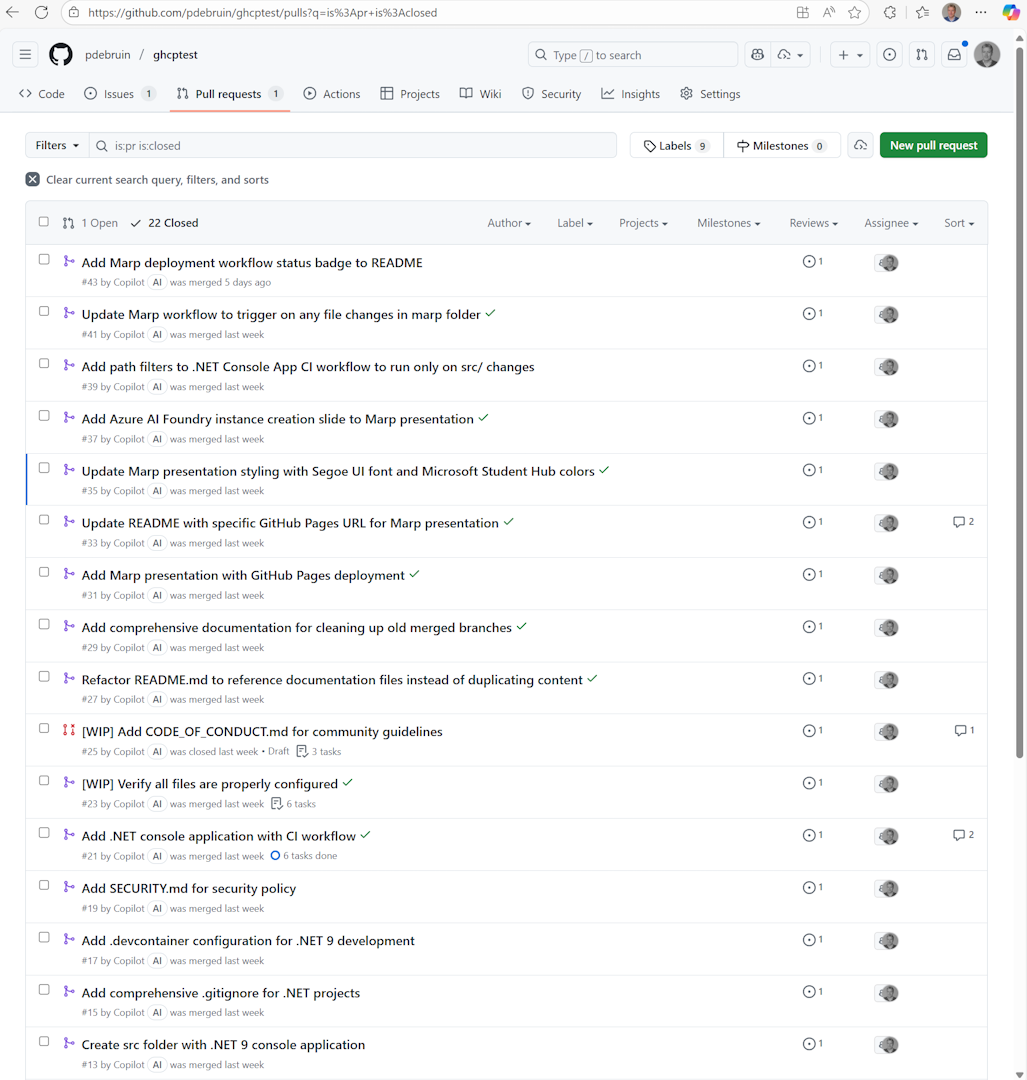 https://github.com/pdebruin/ghcptest/pulls?q=is%3Apr+is%3Aclosed
pdebruin / ghcptest
Type / to search
Code Issues 1 Pull requests 1 Actions Projects Wiki Security Insights Settings
Filters is:pr is:closed Labels 9 Milestones 0 New pull request
Clear current search query, filters, and sorts
1 Open 22 Closed Author Label Projects Milestones Reviews Assignee Sort
Add Marp deployment workflow status badge to README 1
#43 by Copilot AI was merged 5 days ago
Update Marp workflow to trigger on any file changes in marp folder 1
#41 by Copilot AI was merged last week
Add path filters to .NET Console App CI workflow to run only on src/ changes 1
#39 by Copilot AI was merged last week
Add Azure AI Foundry instance creation slide to Marp presentation 1
#37 by Copilot AI was merged last week
Update Marp presentation styling with Segoe UI font and Microsoft Student Hub colors 1
#35 by Copilot AI was merged last week
Update README with specific GitHub Pages URL for Marp presentation 1 2
#33 by Copilot AI was merged last week
Add Marp presentation with GitHub Pages deployment 1
#31 by Copilot AI was merged last week
Add comprehensive documentation for cleaning up old merged branches 1
#29 by Copilot AI was merged last week
Refactor README.md to reference documentation files instead of duplicating content 1
#27 by Copilot AI was merged last week
[WIP] Add CODE_OF_CONDUCT.md for community guidelines 1 1
#25 by Copilot AI was closed last week • Draft 3 tasks
[WIP] Verify all files are properly configured 1
#23 by Copilot AI was merged last week 6 tasks
Add .NET console application with CI workflow 1 2
#21 by Copilot AI was merged last week 6 tasks done
Add SECURITY.md for security policy 1
#19 by Copilot AI was merged last week
Add .devcontainer configuration for .NET 9 development 1
#17 by Copilot AI was merged last week
Add comprehensive .gitignore for .NET projects 1
#15 by Copilot AI was merged last week
Create src folder with .NET 9 console application 1
#13 by Copilot AI was merged last week